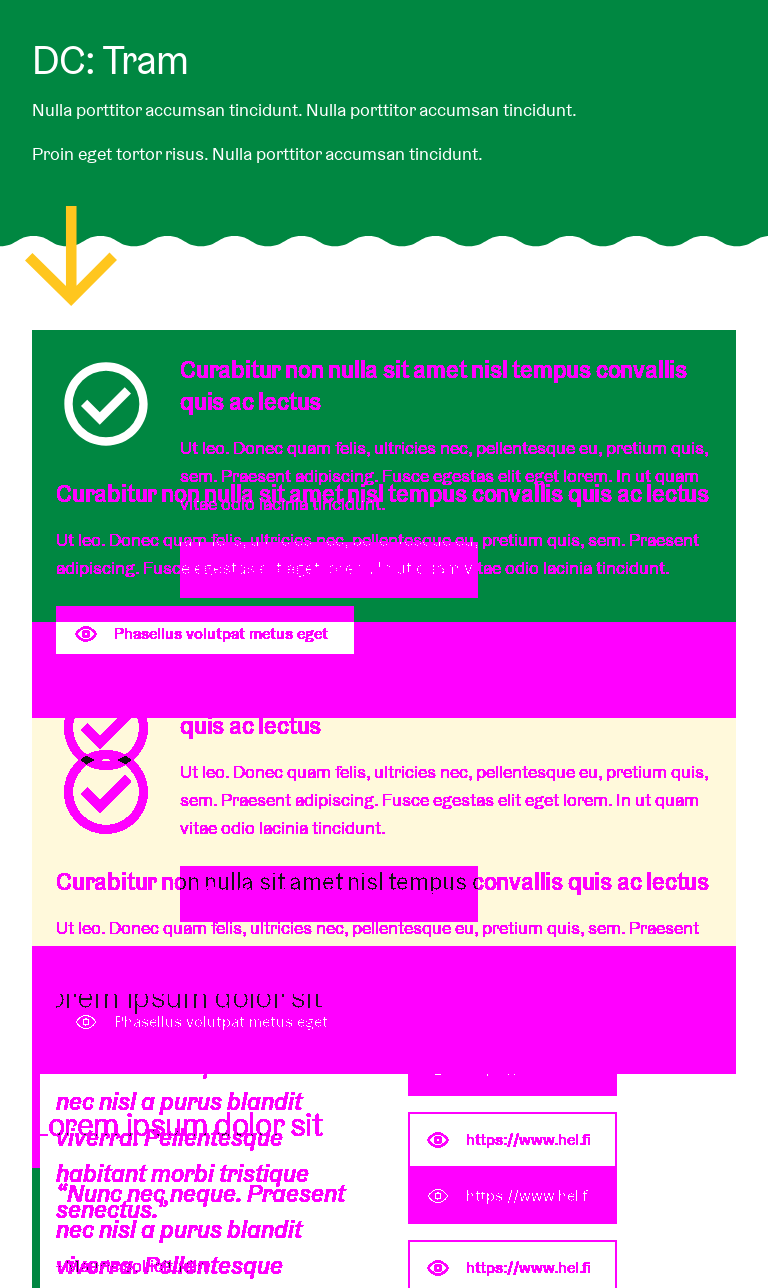 DC: Tram
Nulla porttitor accumsan tincidunt. Nulla porttitor accumsan tincidunt.
Proin eget tortor risus. Nulla porttitor accumsan tincidunt.
Curabitur non nulla sit amet nisl tempus convallis
quis ac lectus
Ut leo. Donec quam felis, ultricies nec, pellentesque eu, pretium quis,
sem. Praesent adipiscing. Fusce egestas elit eget lorem. In ut quam
vitae odio lacinia tincidunt.
Curabitur non nulla sit amet nisl tempus convallis quis ac lectus
Ut leo. Donec quam felis, ultricies nec, pellentesque eu, pretium quis, sem. Praesent
adipiscing. Fusce egestas elit eget lorem. In ut quam vitae odio lacinia tincidunt.
Phasellus volutpat metus eget
quis ac lectus
Ut leo. Donec quam felis, ultricies nec, pellentesque eu, pretium quis,
sem. Praesent adipiscing. Fusce egestas elit eget lorem. In ut quam
vitae odio lacinia tincidunt.
Curabitur non nulla sit amet nisl tempus convallis quis ac lectus
Ut leo. Donec quam felis, ultricies nec, pellentesque eu, pretium quis, sem. Praesent
orem ipsum dolor sit
Phasellus volutpat metus eget
nec nisl a purus blandit
Lorem ipsum dolor sit
viverra. Pellentesque
https://www.hel.fi
habitant morbi tristique
“Nunc nec neque. Praesent
https://www.hel.f
senectus.”
nec nisl a purus blandit
viverra. Pellentesque
https://www.hel.fi